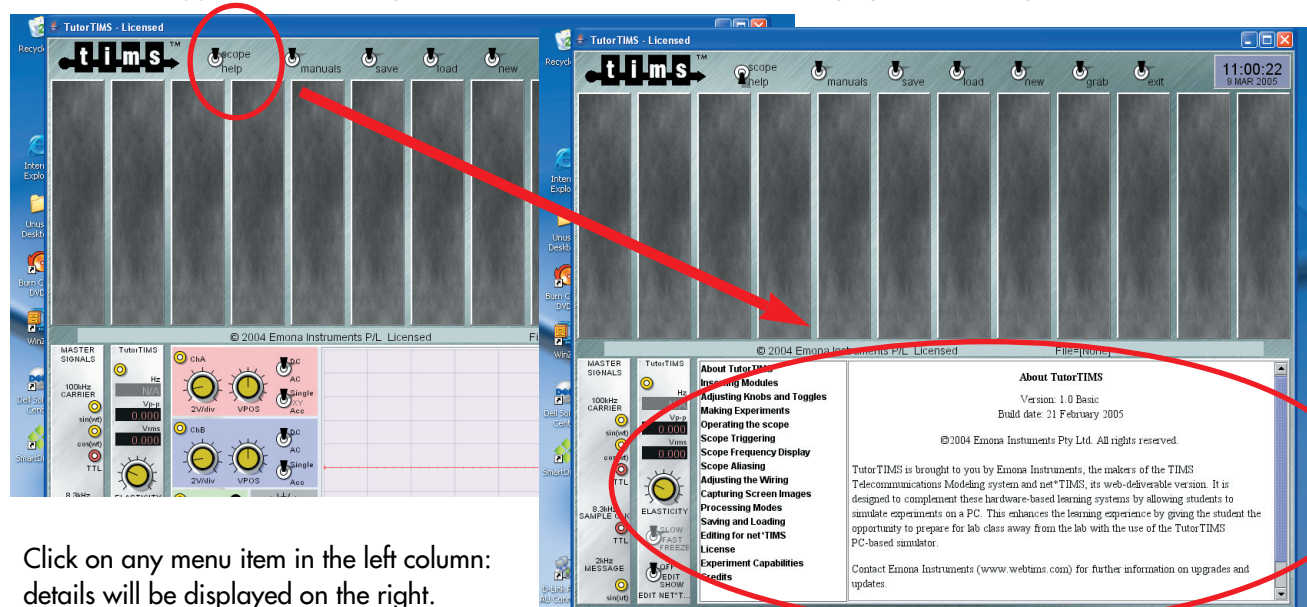 TutorTIMS - Licensed
tims TM
scope
help
manuals
save
load
new
© 2004 Emona Instruments P/L Licensed
MASTER
SIGNALS
100kHz
CARRIER
sin(wt)
cos(wt)
TTL
8.3kHz
TutorTIMS
Hz
N/A
Vp-p
0.000
Vrms
0.000
ELASTICITY
ChA
2V/div
VPOS
DC
AC
Single
XY
Acc
ChB
2V/div
VPOS
DC
AC
Single
Acc
TutorTIMS - Licensed
tims TM
scope
help
manuals
save
load
new
grab
exit
11:00:22
9 MAR 2005
© 2004 Emona Instruments P/L Licensed File=[None]
MASTER
SIGNALS
100kHz
CARRIER
sin(wt)
cos(wt)
TTL
8.3kHz
SAMPLE CLK
TTL
2kHz
MESSAGE
sin(ut)
TutorTIMS
Hz
Vp-p
0.000
Vrms
0.000
ELASTICITY
SLOW
FAST
FREEZE
OFF
EDIT
SHOW
EDIT NET*T...
About TutorTIMS
Inserting Modules
Adjusting Knobs and Toggles
Making Experiments
Operating the scope
Scope Triggering
Scope Frequency Display
Scope Aliasing
Adjusting the Wiring
Capturing Screen Images
Processing Modes
Saving and Loading
Editing for net*TIMS
License
Experiment Capabilities
Credits
About TutorTIMS
Version: 1.0 Basic
Build date: 21 February 2005
©2004 Emona Instuments Pty Ltd. All rights reserved.
TutorTIMS is brought to you by Emona Instruments, the makers of the TIMS
Telecommunications Modeling system and net*TIMS, its web-deliverable version. It is
designed to complement these hardware-based learning systems by allowing students to
simulate experiments on a PC. This enhances the learning experience by giving the student the
opportunity to prepare for lab class away from the lab with the use of the TutorTIMS
PC-based simulator.
Contact Emona Instruments (www.webtims.com) for further information on upgrades and
updates.
Click on any menu item in the left column:
details will be displayed on the right.